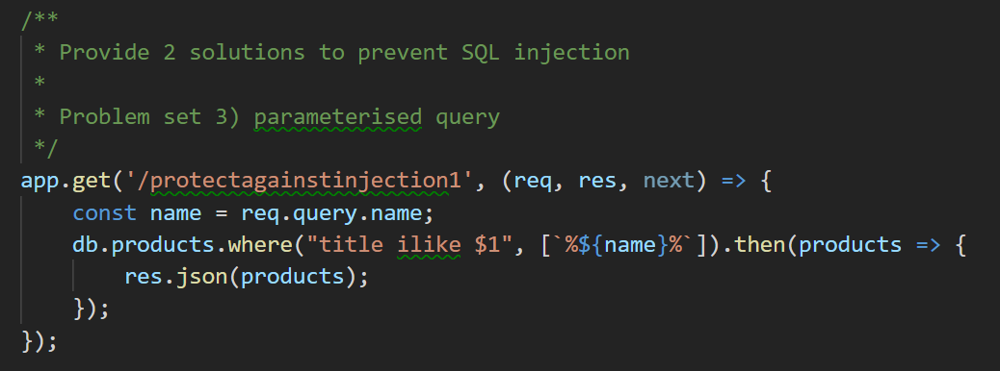 /**
 * Provide 2 solutions to prevent SQL injection
 *
 * Problem set 3) parameterised query
 */
app.get('/protectagainstinjection1', (req, res, next) => {
    const name = req.query.name;
    db.products.where("title ilike $1", [`%${name}%`]).then(products => {
        res.json(products);
    });
});